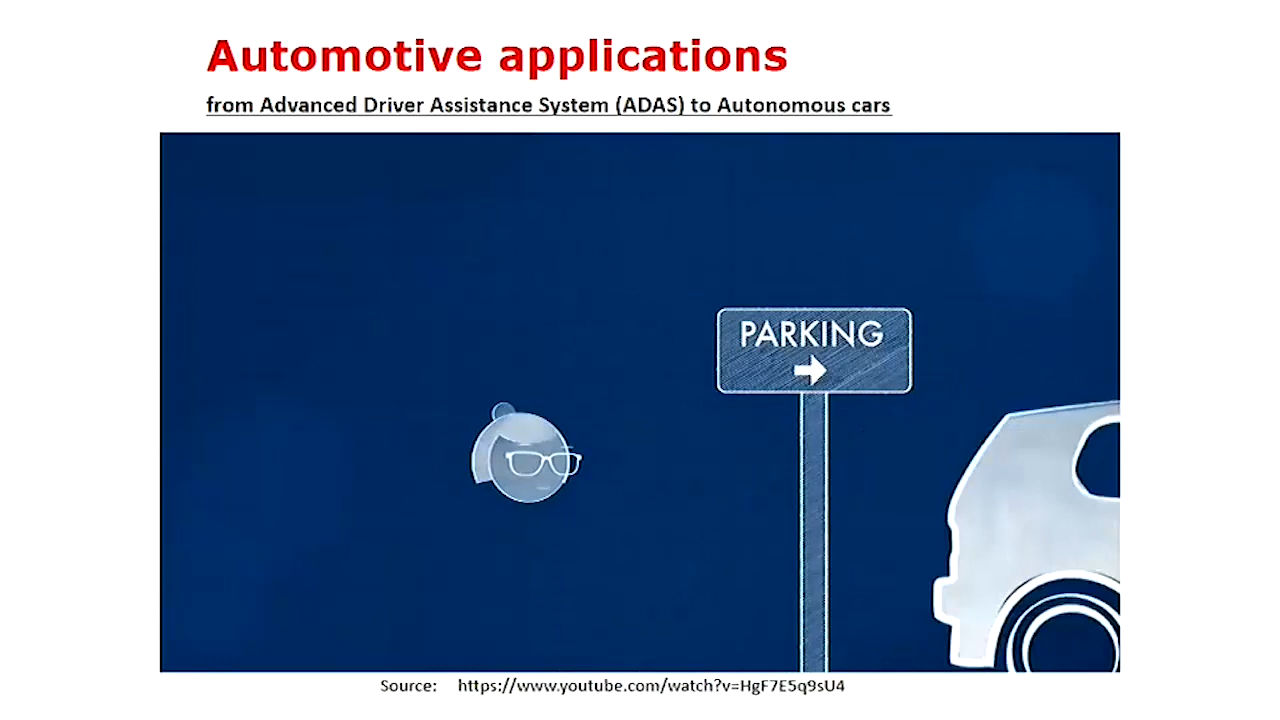 Automotive applications
from Advanced Driver Assistance System (ADAS) to Autonomous cars
PARKING
Source: https://www.youtube.com/watch?v=HgF7E5q9sU4